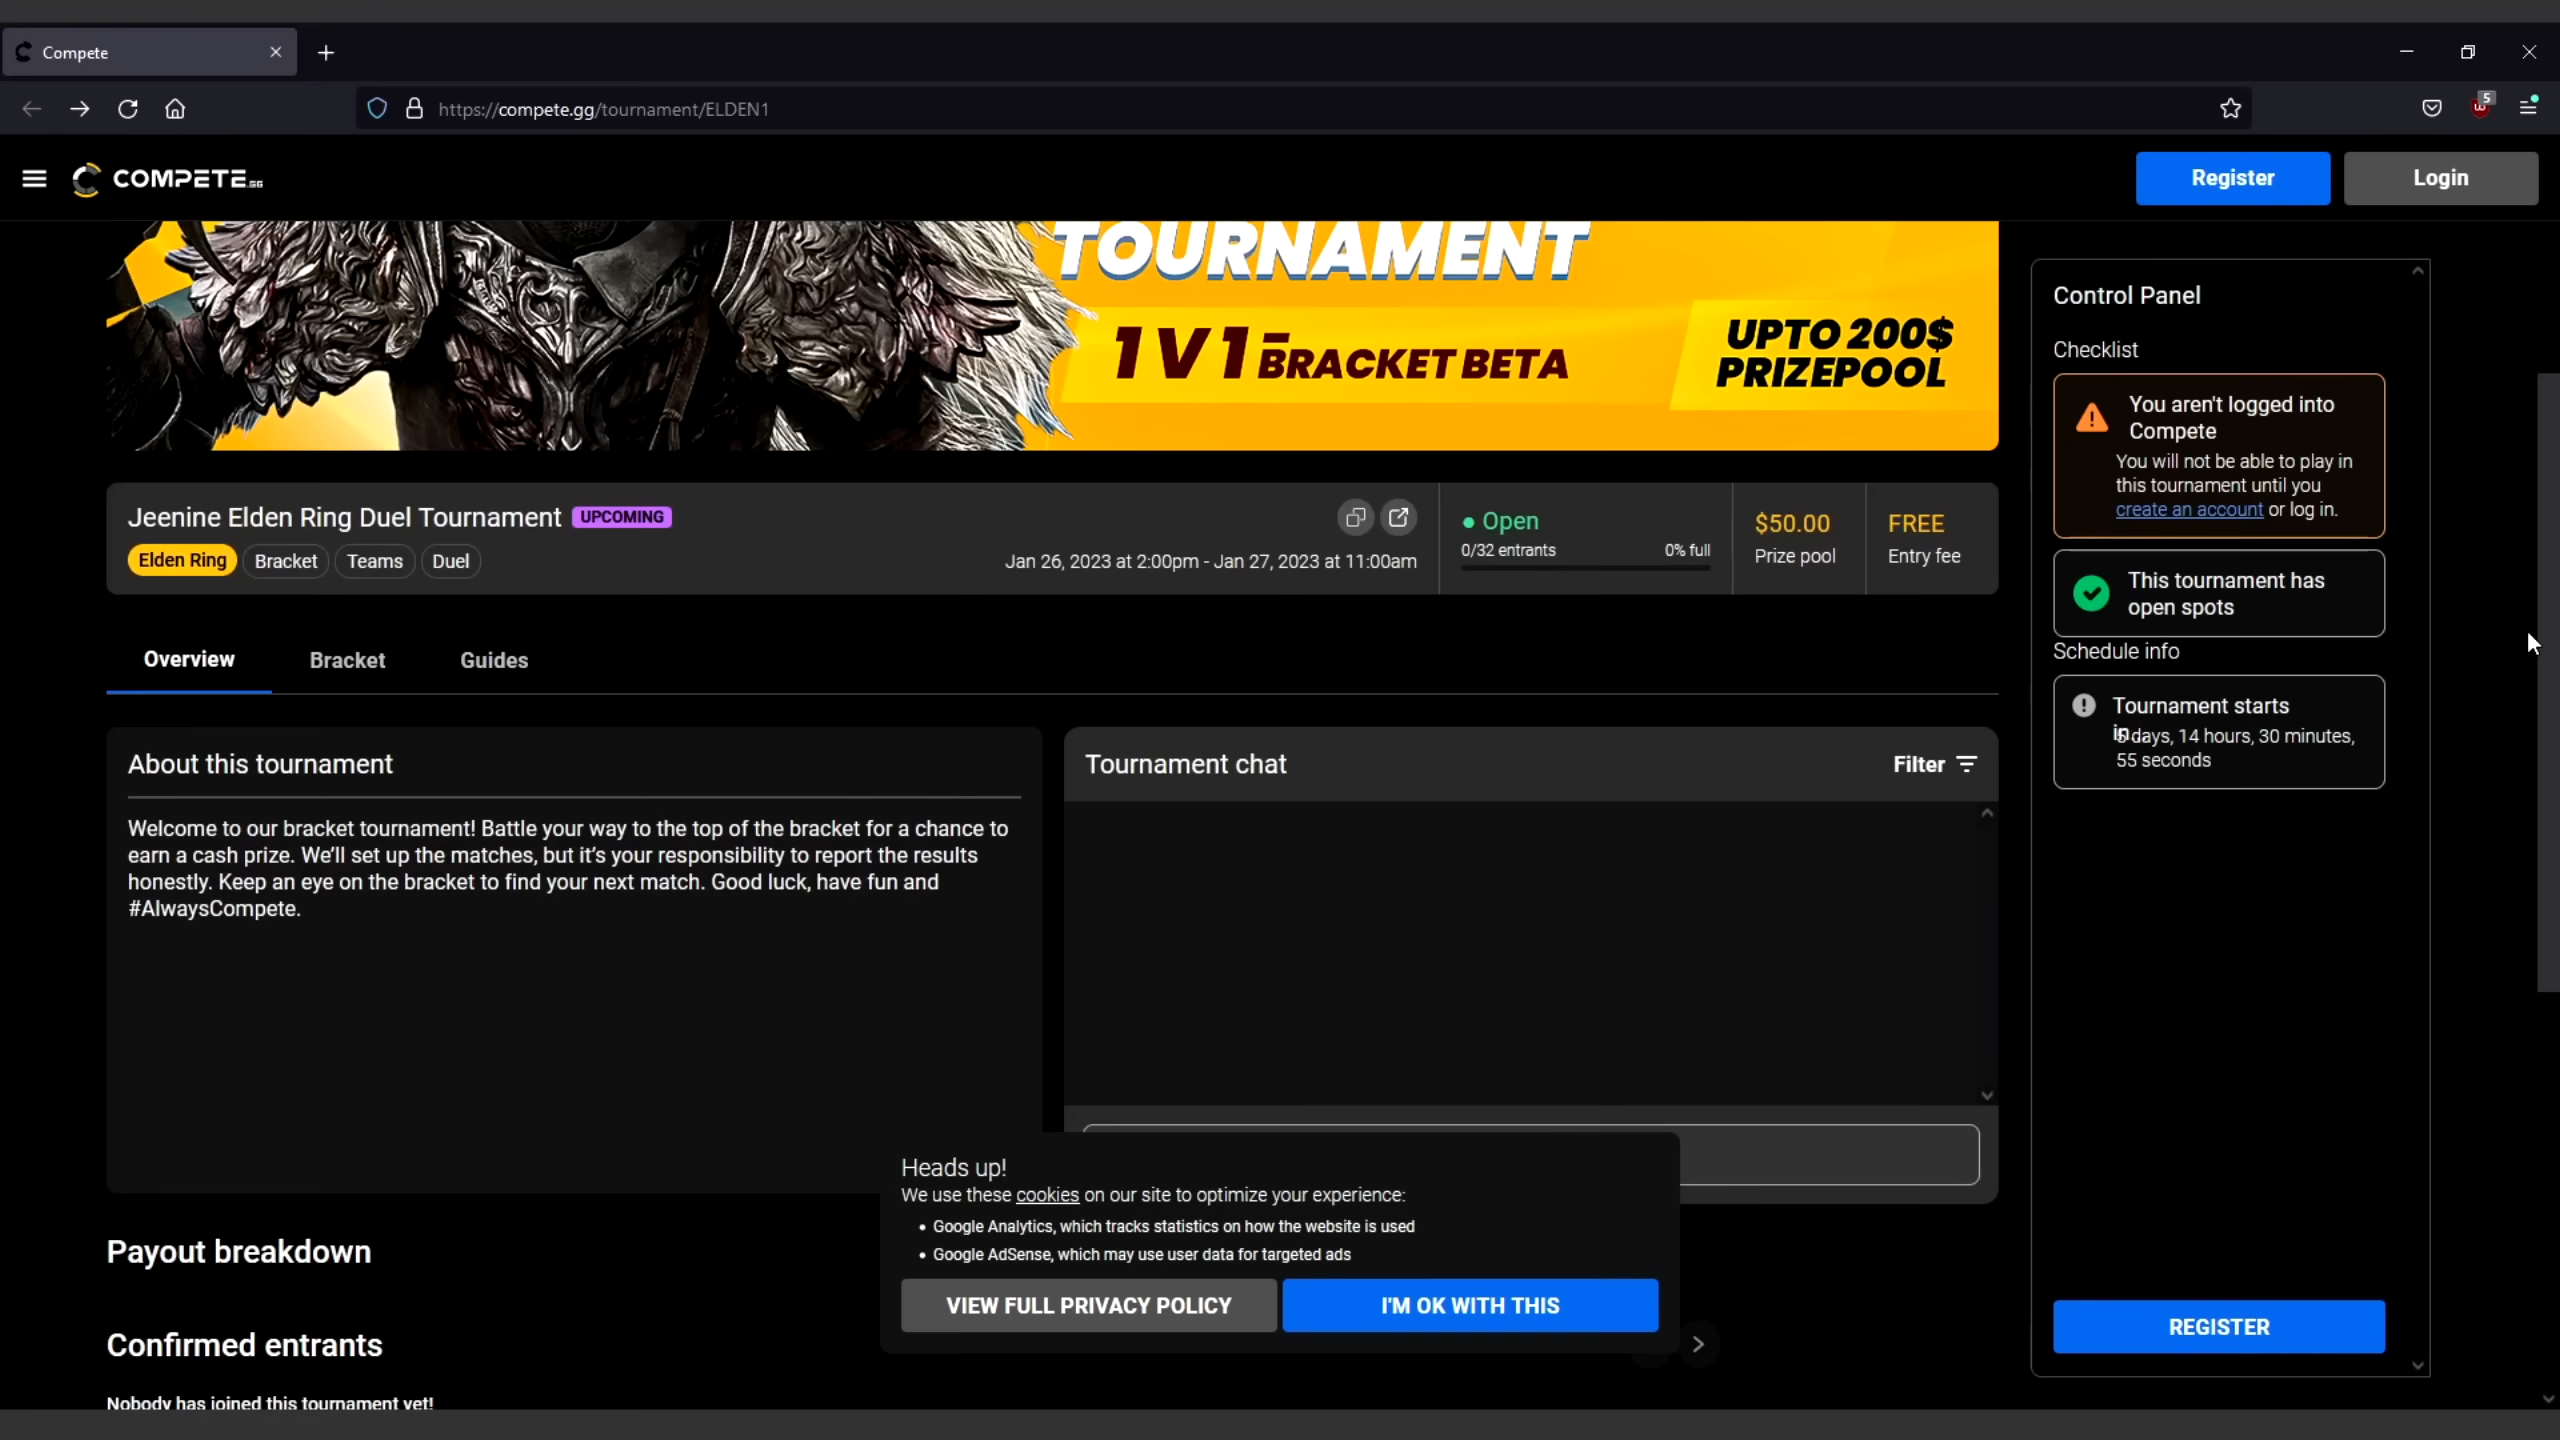 Compete
5
https://compete.gg/tournament/ELDEN1
COMPETE.GG
Register
Login
TOURNAMENT
1V1-BRACKET BETA
UPTO 200$
PRIZEPOOL
Jeenine Elden Ring Duel Tournament UPCOMING
Elden Ring Bracket Teams Duel
Jan 26, 2023 at 2:00pm - Jan 27, 2023 at 11:00am
Open
0/32 entrants 0% full
$50.00
Prize pool
FREE
Entry fee
Overview Bracket Guides
About this tournament
Welcome to our bracket tournament! Battle your way to the top of the bracket for a chance to
earn a cash prize. We'll set up the matches, but it's your responsibility to report the results
honestly. Keep an eye on the bracket to find your next match. Good luck, have fun and
#AlwaysCompete.
Tournament chat
Filter
Control Panel
Checklist
You aren't logged into
Compete
You will not be able to play in
this tournament until you
create an account or log in.
This tournament has
open spots
Schedule info
Tournament starts
in...
5 days, 14 hours, 30 minutes,
55 seconds
REGISTER
Heads up!
We use these cookies on our site to optimize your experience:
• Google Analytics, which tracks statistics on how the website is used
• Google AdSense, which may use user data for targeted ads
VIEW FULL PRIVACY POLICY
I'M OK WITH THIS
Payout breakdown
Confirmed entrants
Nobody has joined this tournament yet!